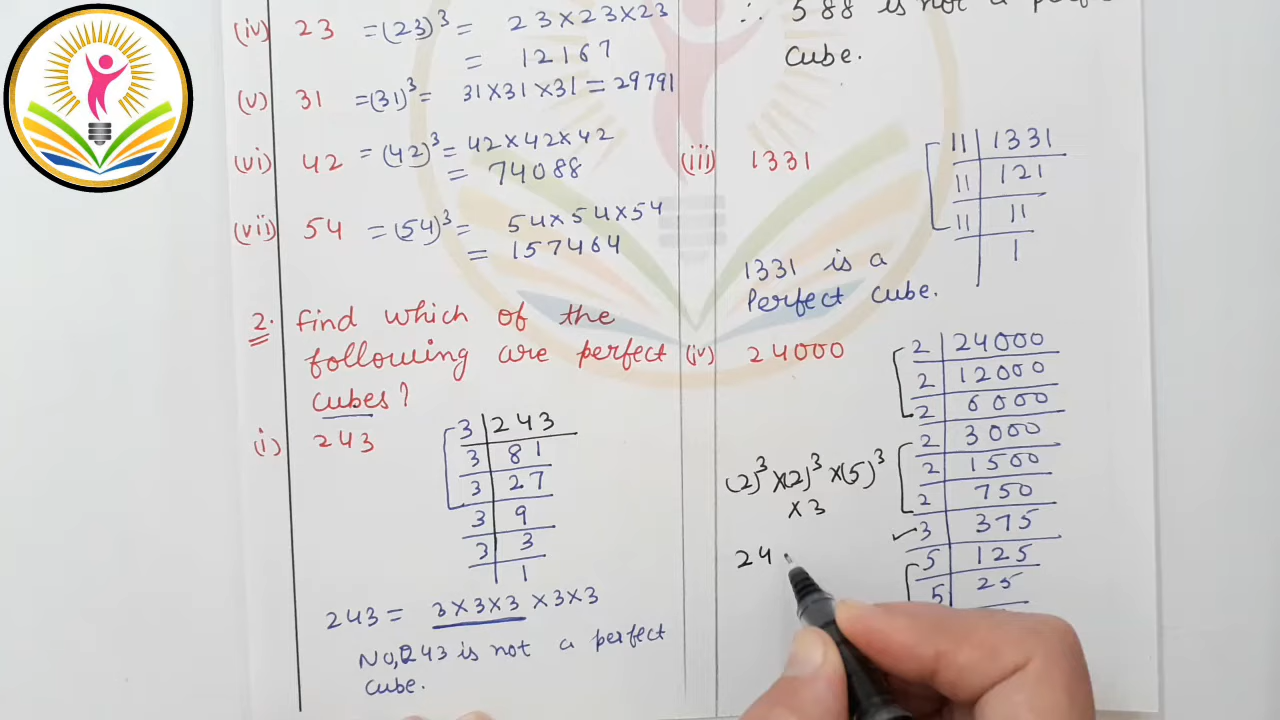 (iv) 23 =(23)³= 23×23×23
= 12167
(v) 31 =(31)³= 31×31×31=29791
(vi) 42 =(42)³=42×42×42
= 74088
(vii) 54 =(54)³= 54×54×54
= 157464
2. Find which of the
following are perfect
cubes?
(i) 243
3 243
3 81
3 27
3 9
3 3
1
243 = 3×3×3×3×3
No, 243 is not a perfect
cube.
∴ 588 is not a perfect
cube.
(iii) 1331
11 1331
11 121
11 11
1
1331 is a
Perfect cube.
(iv) 24000
2 24000
2 12000
2 6000
2 3000
2 1500
2 750
3 375
5 125
5 25
(2)³×(2)³×(5)³
×3
24